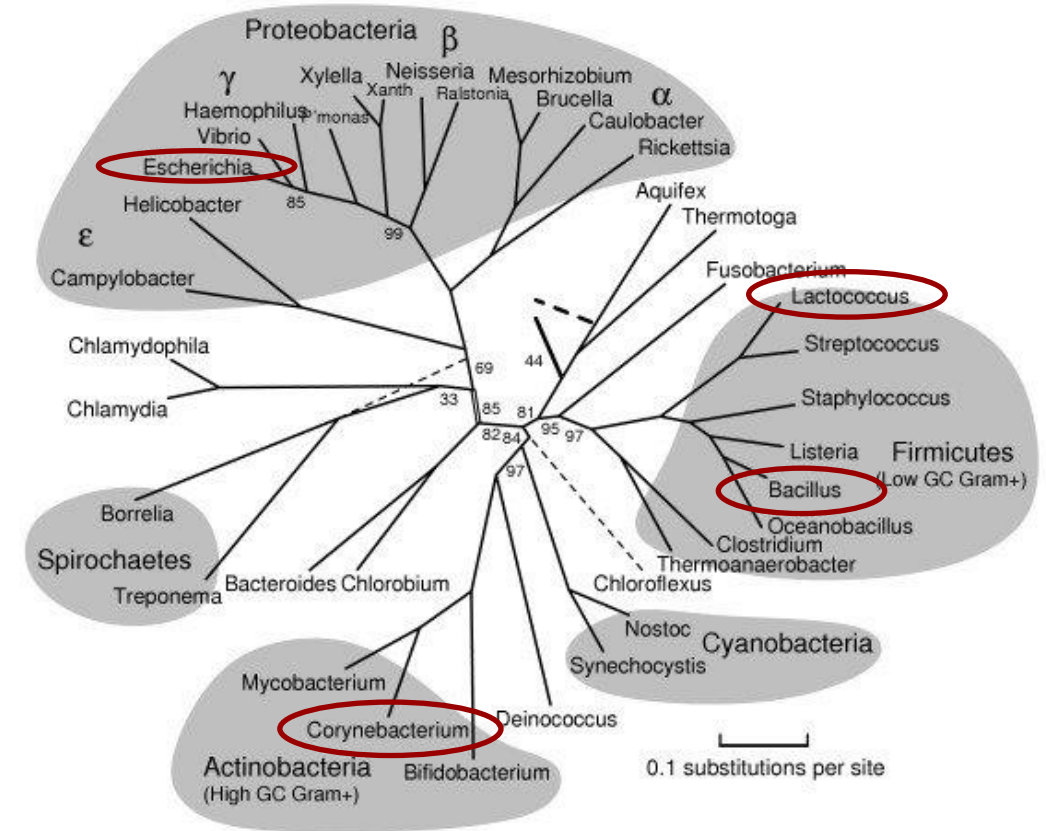 Proteobacteria
β
γ
Xylella
Neisseria
Mesorhizobium
Xanth
Ralstonia
Brucella
α
Haemophilus
P'monas
Caulobacter
Vibrio
Rickettsia
Escherichia
Aquifex
Helicobacter
85
Thermotoga
ε
99
Campylobacter
Fusobacterium
Lactococcus
Chlamydophila
Streptococcus
44
69
Chlamydia
33
Staphylococcus
85
81
82
84
95
97
Listeria
Firmicutes
(Low GC Gram+)
97
Bacillus
Borrelia
Oceanobacillus
Clostridium
Spirochaetes
Thermoanaerobacter
Treponema
Bacteroides
Chlorobium
Chloroflexus
Nostoc
Cyanobacteria
Synechocystis
Mycobacterium
Deinococcus
Corynebacterium
Actinobacteria
(High GC Gram+)
Bifidobacterium
0.1 substitutions per site